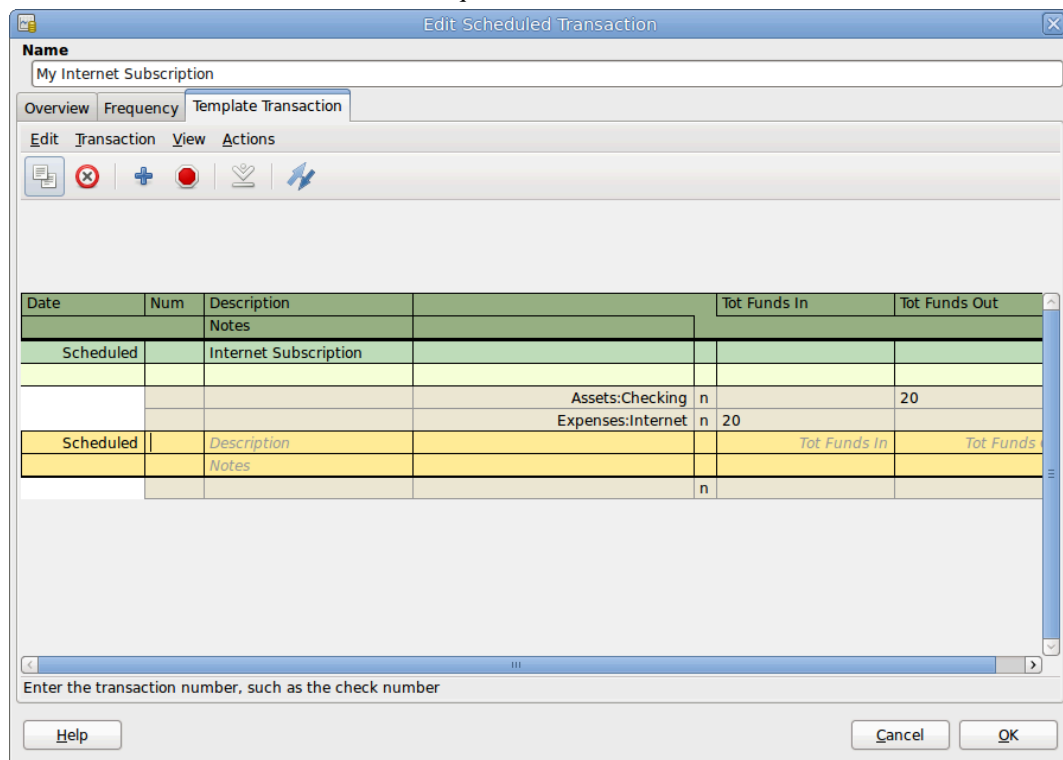 Edit Scheduled Transaction
Name
My Internet Subscription
Overview Frequency Template Transaction
Edit Transaction View Actions
Date Num Description Tot Funds In Tot Funds Out
Notes
Scheduled Internet Subscription
Assets:Checking n 20
Expenses:Internet n 20
Scheduled Description Tot Funds In Tot Funds
Notes
n
Enter the transaction number, such as the check number
Help Cancel OK